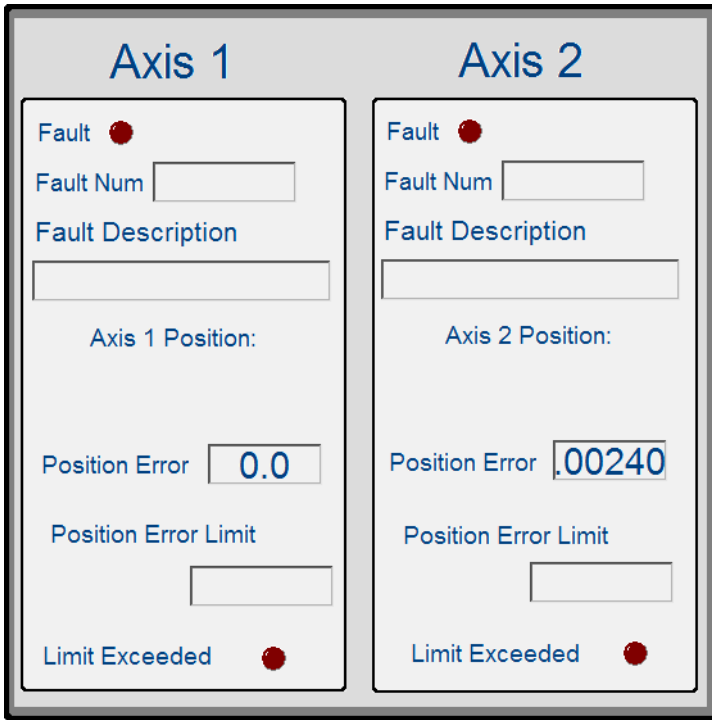 Axis 1
Fault
Fault Num
Fault Description
Axis 1 Position:
Position Error 0.0
Position Error Limit
Limit Exceeded
Axis 2
Fault
Fault Num
Fault Description
Axis 2 Position:
Position Error .00240
Position Error Limit
Limit Exceeded